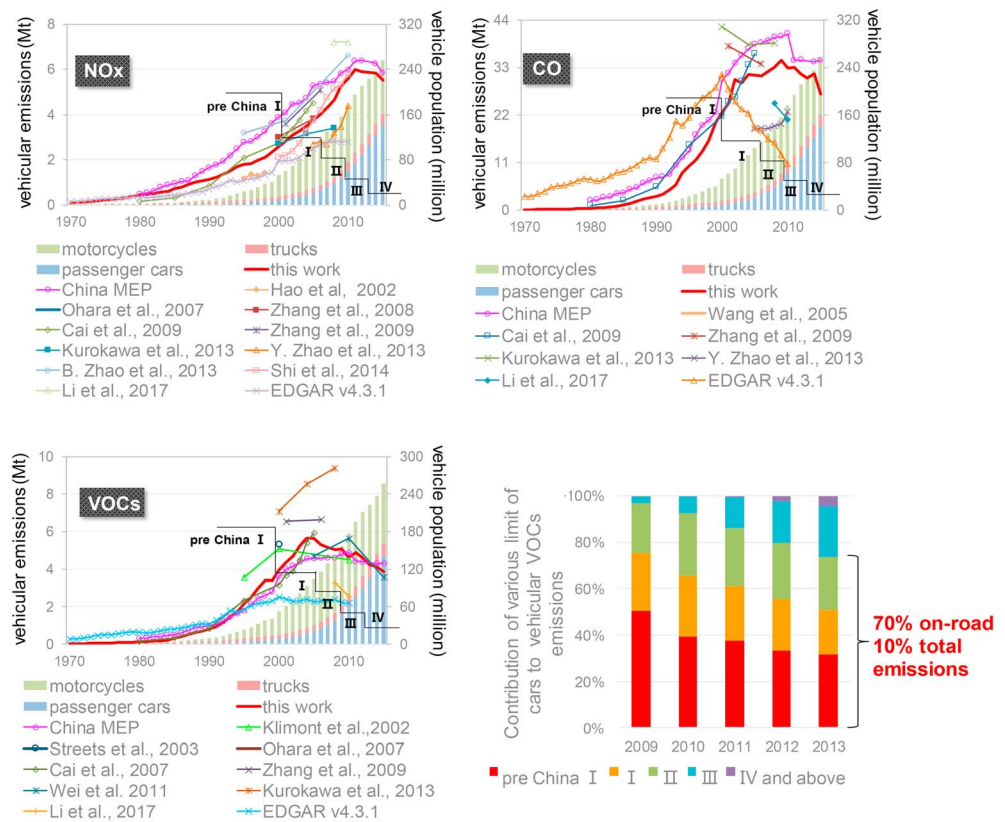 vehicular emissions (Mt)
8
6
4
2
0
NOx
pre China Ⅰ
Ⅰ
Ⅱ
Ⅲ
Ⅳ
320
240
160
80
0
vehicle population (million)
1970 1980 1990 2000 2010
motorcycles trucks
passenger cars this work
China MEP Hao et al, 2002
Ohara et al., 2007 Zhang et al., 2008
Cai et al., 2009 Zhang et al., 2009
Kurokawa et al., 2013 Y. Zhao et al., 2013
B. Zhao et al., 2013 Shi et al., 2014
Li et al., 2017 EDGAR v4.3.1
vehicular emissions (Mt)
44
33
22
11
0
CO
pre China Ⅰ
Ⅰ
Ⅱ
Ⅲ
Ⅳ
320
240
160
80
0
vehicle population (million)
1970 1980 1990 2000 2010
motorcycles trucks
passenger cars this work
China MEP Wang et al., 2005
Cai et al., 2009 Zhang et al., 2009
Kurokawa et al., 2013 Y. Zhao et al., 2013
Li et al., 2017 EDGAR v4.3.1
vehicular emissions (Mt)
10
8
6
4
2
0
VOCs
pre China Ⅰ
Ⅰ
Ⅱ
Ⅲ
Ⅳ
300
240
180
120
60
0
vehicle population (million)
1970 1980 1990 2000 2010
motorcycles trucks
passenger cars this work
China MEP Klimont et al.,2002
Streets et al., 2003 Ohara et al., 2007
Cai et al., 2007 Zhang et al., 2009
Wei et al. 2011 Kurokawa et al., 2013
Li et al., 2017 EDGAR v4.3.1
Contribution of various limit of
cars to vehicular VOCs
emissions
100%
80%
60%
40%
20%
0%
2009 2010 2011 2012 2013
70% on-road
10% total
emissions
pre China Ⅰ Ⅰ Ⅱ Ⅲ IV and above